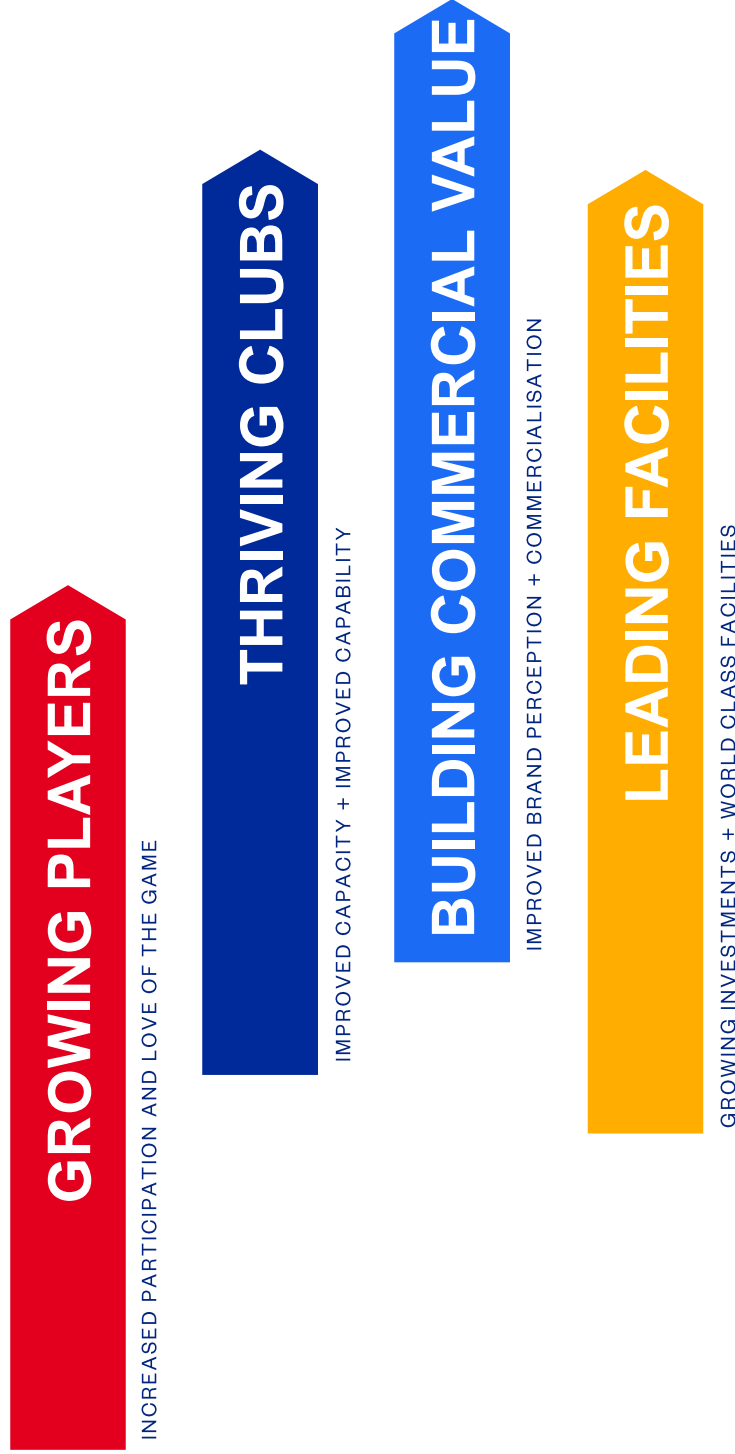 GROWING PLAYERS
INCREASED PARTICIPATION AND LOVE OF THE GAME
THRIVING CLUBS
IMPROVED CAPACITY + IMPROVED CAPABILITY
BUILDING COMMERCIAL VALUE
IMPROVED BRAND PERCEPTION + COMMERCIALISATION
LEADING FACILITIES
GROWING INVESTMENTS + WORLD CLASS FACILITIES